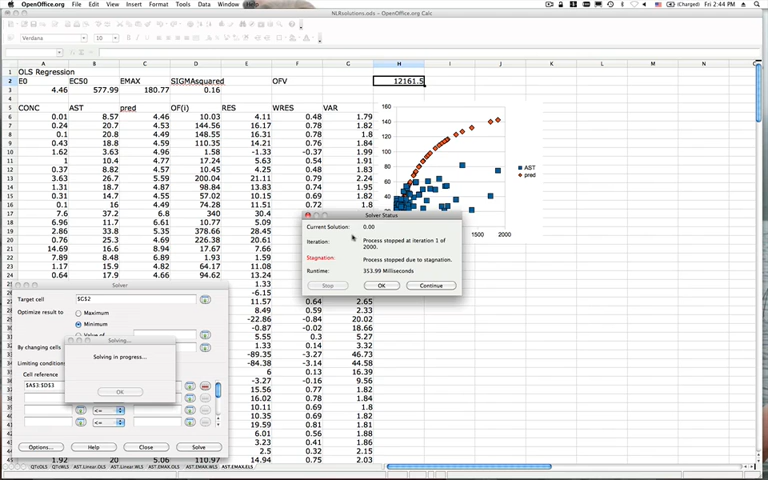 OpenOffice.org File Edit View Insert Format Tools Data Window Help (Charged) Fri 2:44 PM
NLRsolutions.ods - OpenOffice.org Calc
Verdana 10
A B C D E F G H I J K L
1 OLS Regression
2 E0 EC50 EMAX SIGMAsquared OFV 12161.5
3 4.46 577.99 180.77 0.16
5 CONC AST pred OF(i) RES WRES VAR
6 0.01 8.57 4.46 10.03 4.11 0.48 1.79
7 0.24 20.7 4.53 144.56 16.17 0.78 1.82
8 0.1 20.8 4.49 148.55 16.31 0.78 1.8
9 0.43 18.8 4.59 110.35 14.21 0.76 1.84
10 1.62 3.63 4.96 1.58 -1.33 -0.37 1.99
11 1 10.4 4.77 17.24 5.63 0.54 1.91
12 0.37 8.82 4.57 10.45 4.25 0.48 1.83
13 3.63 26.7 5.59 200.04 21.11 0.79 2.24
14 1.31 18.7 4.87 98.84 13.83 0.74 1.95
15 0.31 14.7 4.55 57.02 10.15 0.69 1.82
16 0.2 16 4.52 74.28 11.51 0.72 1.8
17 7.6 37.2 6.8 340 30.4
18 6.96 11.7 6.61 10.77 5.09
19 2.86 33.8 5.35 378.68 28.45
20 0.76 25.3 4.69 226.38 20.61
21 14.69 16.6 8.94 17.67 7.66
22 7.89 8.48 6.89 1.93 1.59
23 1.17 15.9 4.82 64.17 11.08
24 0.79 17.9 4.66 94.62 13.24
160
140
120
100
80
60
40
20
0
1500 2000
AST
pred
Solver Status
Current Solution: 0.00
Iteration: Process stopped at iteration 1 of
2000.
Stagnation: Process stopped due to stagnation.
Runtime: 353.99 Milliseconds
Stop OK Continue
Solver
Target cell $G$2
Optimize result to Maximum
Minimum
Value of
By changing cells
Limiting conditions
Cell reference
$A$3:$D$3
<=
<=
Options... Help Close Solve
Solving...
Solving in progress...
OK
-6.15
11.57 0.64 2.65
8.49 0.59 2.33
-22.86 -0.84 20.02
-0.87 -0.02 18.66
5.55 0.3 5.27
1.33 0.14 3.32
-89.35 -3.27 46.73
-84.38 -3.14 44.58
6 0.13 16.39
-3.27 -0.16 9.56
15.56 0.77 1.82
16.02 0.77 1.84
10.39 0.69 1.8
10.35 0.69 1.82
19.59 0.81 1.81
6.01 0.56 1.88
3.43 0.41 1.86
2.5 0.32 2.15
1.92 20 5.06 110.97 14.94 0.75 2.03
QTcOLS QTcWLS AST.Linear.OLS AST.Linear.WLS AST.EMAX.OLS AST.EMAX.WLS AST.EMAX.ELS